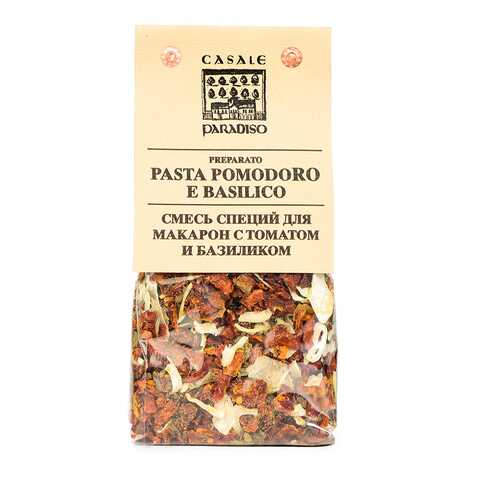 CASALE
PARADISO
PREPARATO
PASTA POMODORO
E BASILICO
СМЕСЬ СПЕЦИЙ ДЛЯ
МАКАРОН С ТОМАТОМ
И БАЗИЛИКОМ